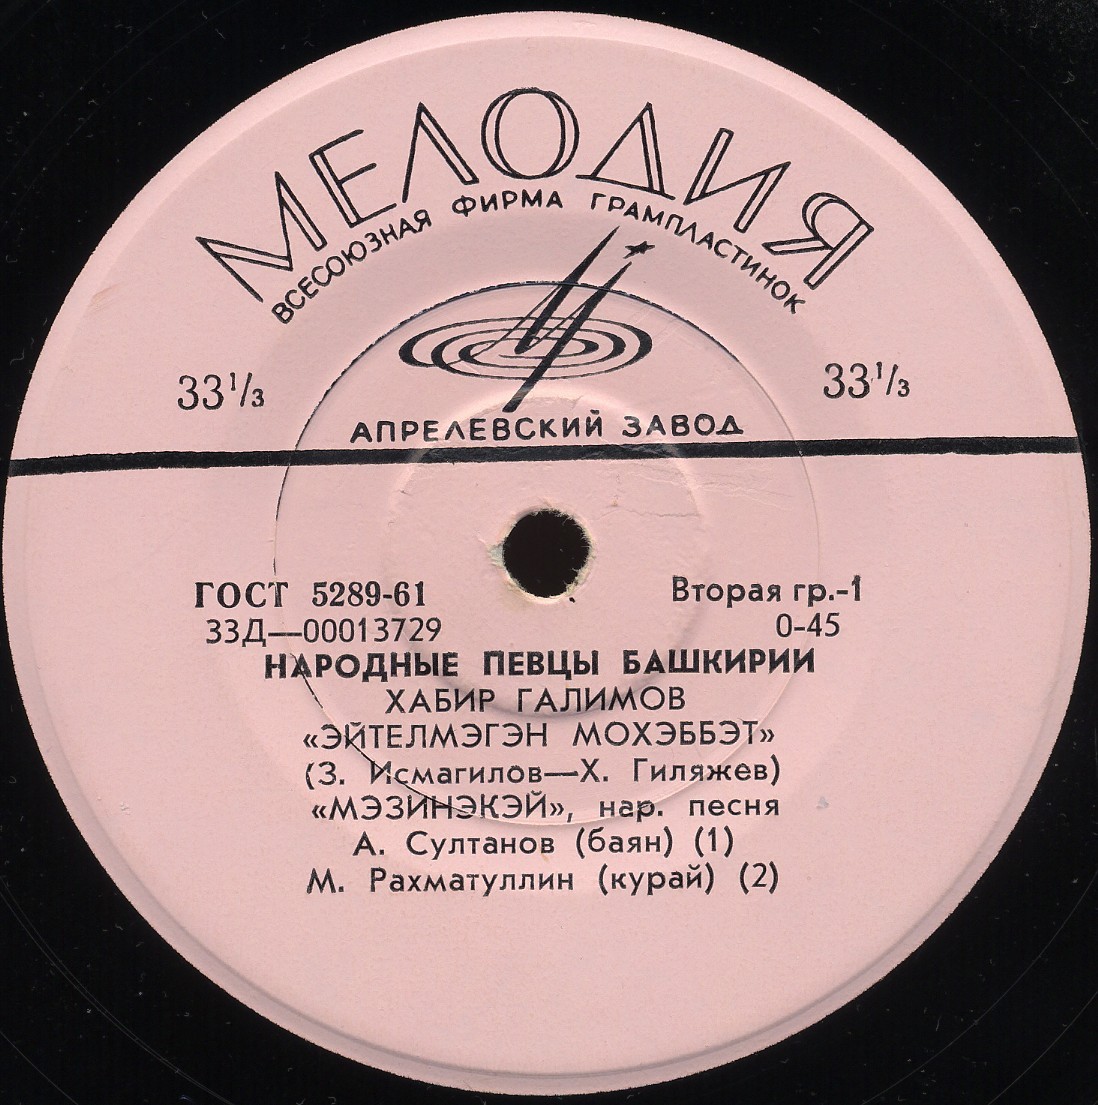 МЕЛОДИЯ
ВСЕСОЮЗНАЯ ФИРМА ГРАМПЛАСТИНОК
33¹/₃ 33¹/₃
АПРЕЛЕВСКИЙ ЗАВОД
ГОСТ 5289-61 Вторая гр.-1
33Д—00013729 0-45
НАРОДНЫЕ ПЕВЦЫ БАШКИРИИ
ХАБИР ГАЛИМОВ
«ЭЙТЕЛМЭГЭН МОХЭББЭТ»
(З. Исмагилов—Х. Гиляжев)
«МЭЗИНЭКЭЙ», нар. песня
А. Султанов (баян) (1)
М. Рахматуллин (курай) (2)